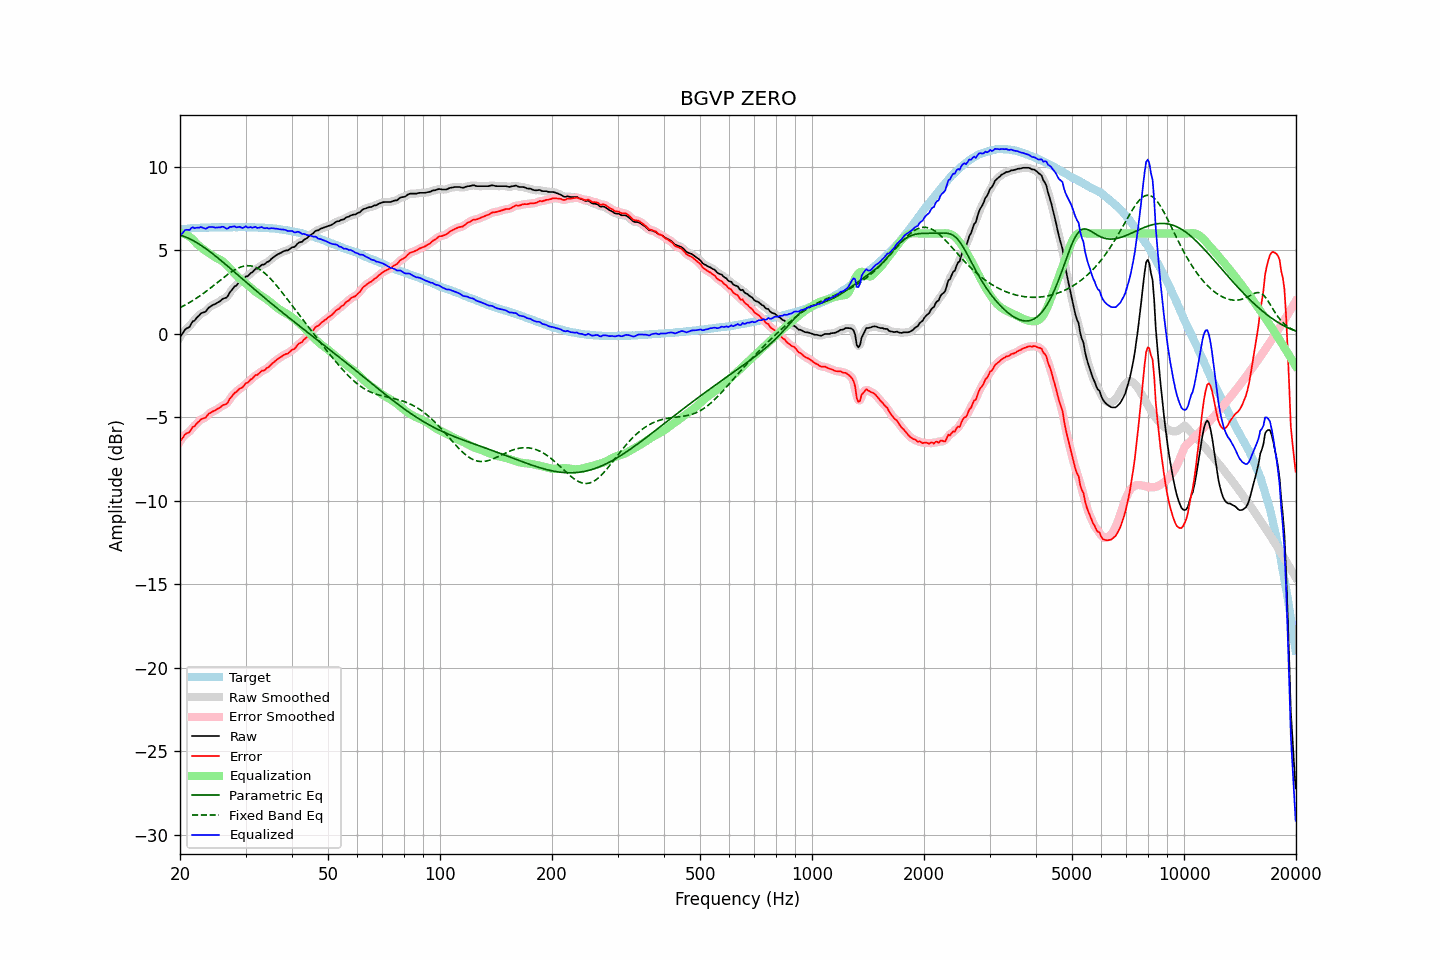 BGVP ZERO
Amplitude (dBr)
10
5
0
−5
−10
−15
−20
−25
−30
Target
Raw Smoothed
Error Smoothed
Raw
Error
Equalization
Parametric Eq
Fixed Band Eq
Equalized
20 50 100 200 500 1000 2000 5000 10000 20000
Frequency (Hz)